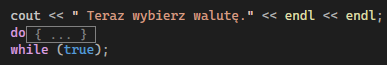 cout << " Teraz wybierz walutę." << endl << endl;
do{ ... }
while (true);